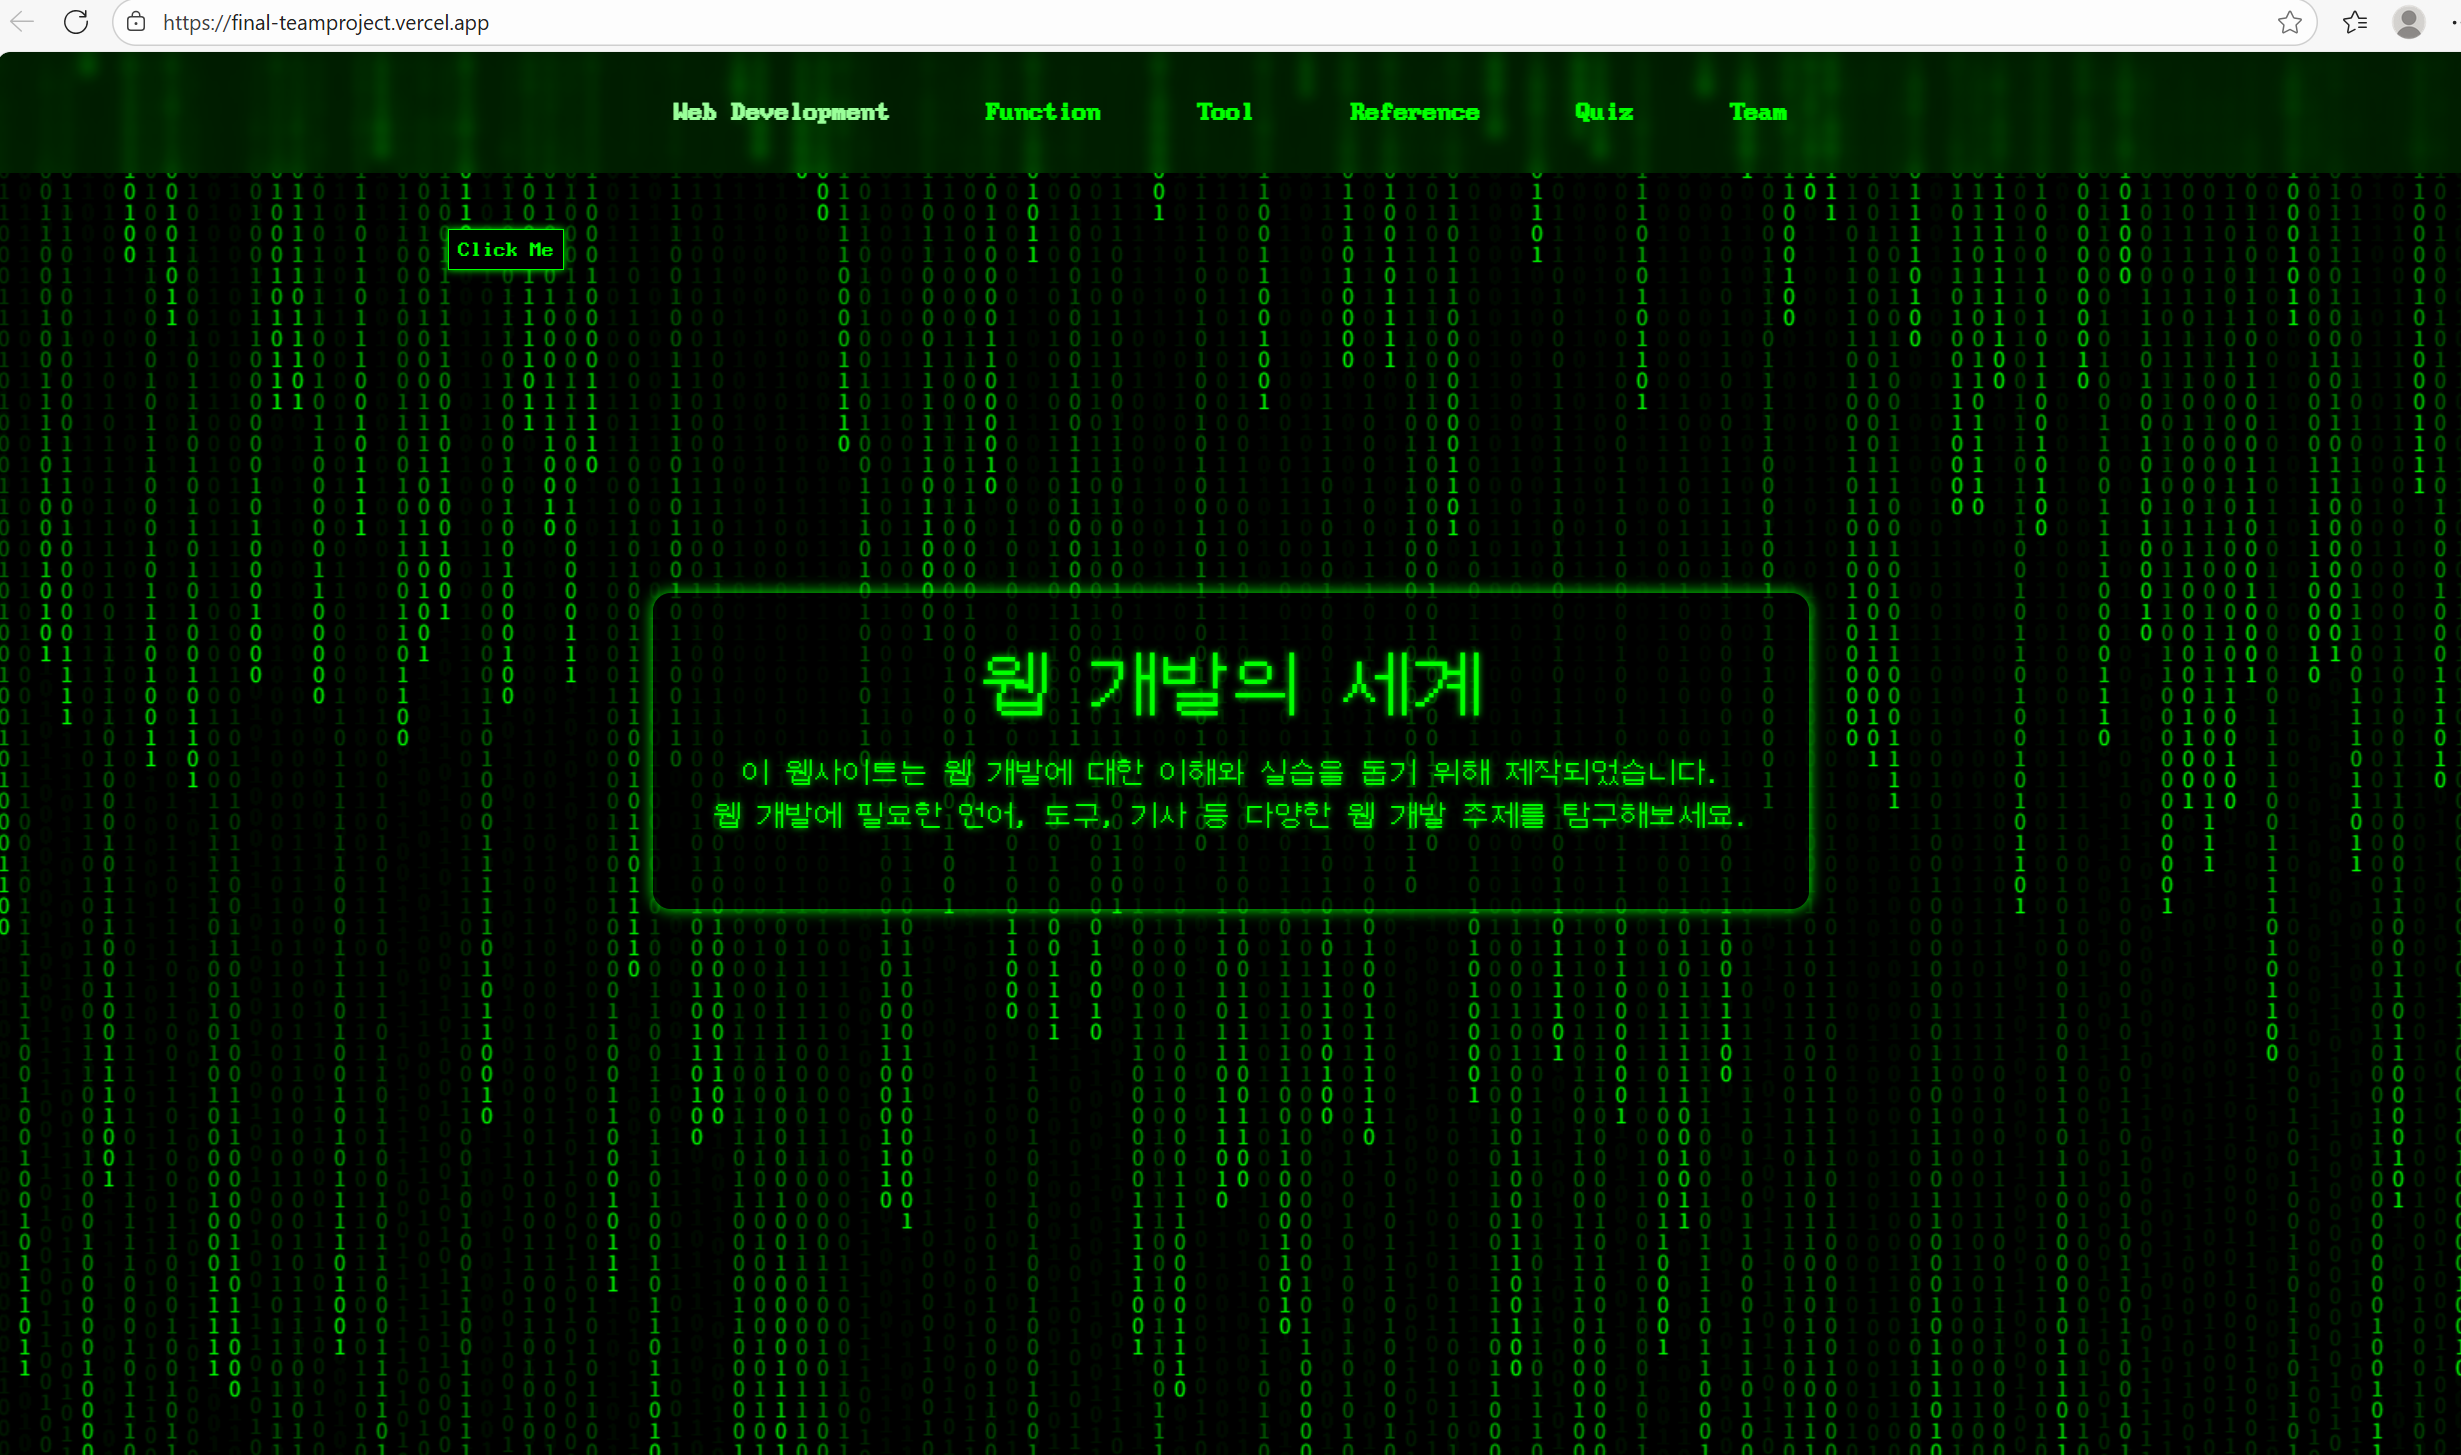 https://final-teamproject.vercel.app
Web Development Function Tool Reference Quiz Team
Click Me
웹 개발의 세계
이 웹사이트는 웹 개발에 대한 이해와 실습을 돕기 위해 제작되었습니다.
웹 개발에 필요한 언어, 도구, 기사 등 다양한 웹 개발 주제를 탐구해보세요.